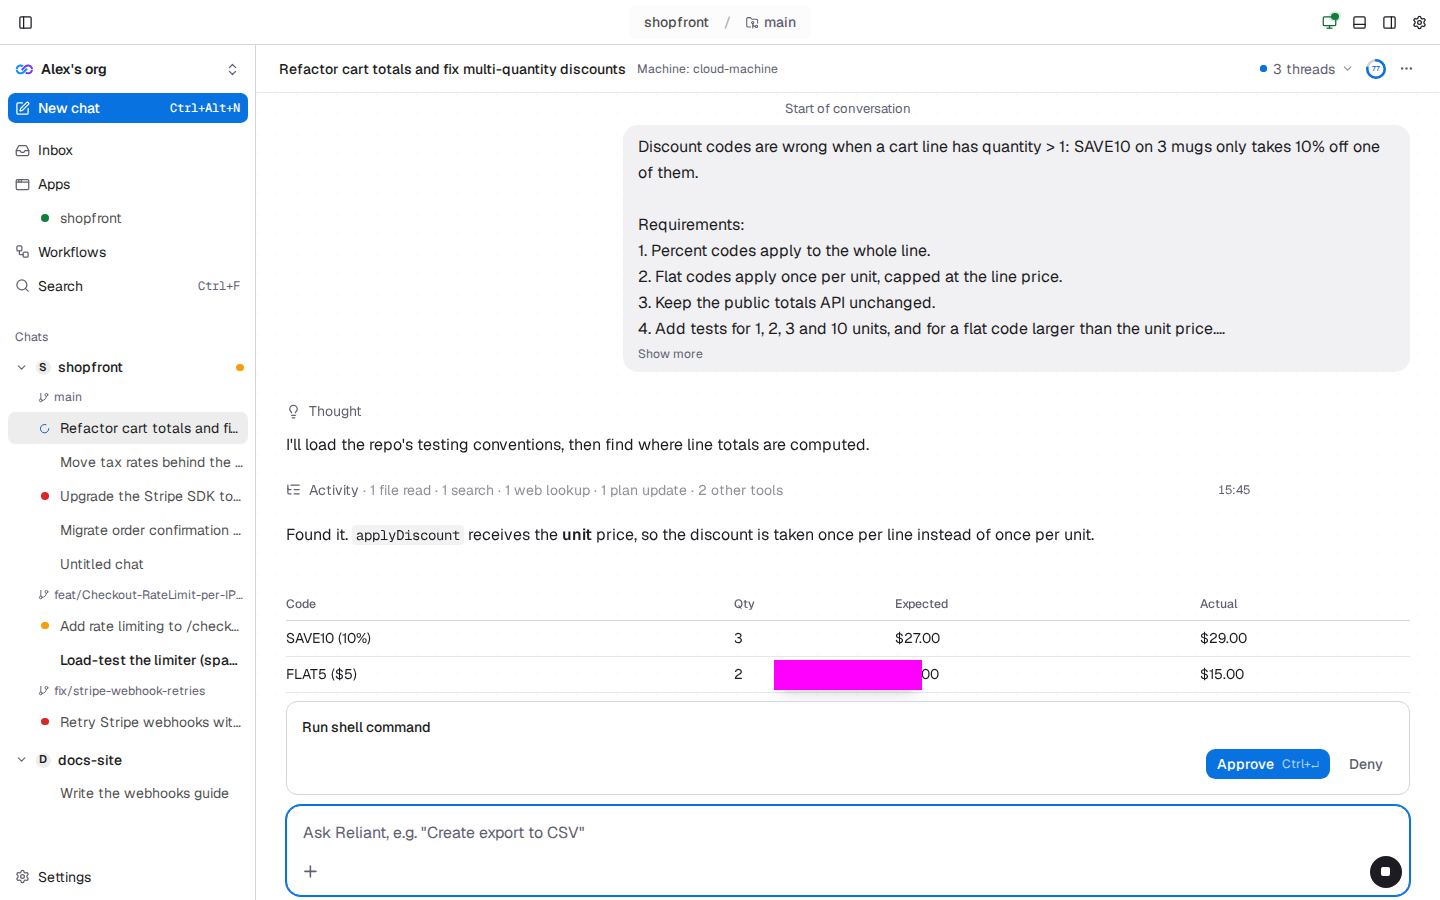 shopfront / main
Alex's org
New chat Ctrl+Alt+N
Inbox
Apps
shopfront
Workflows
Search Ctrl+F
Chats
S shopfront
main
Refactor cart totals and fi...
Move tax rates behind the ...
Upgrade the Stripe SDK to...
Migrate order confirmation ...
Untitled chat
feat/Checkout-RateLimit-per-IP...
Add rate limiting to /check...
Load-test the limiter (spa...
fix/stripe-webhook-retries
Retry Stripe webhooks wit...
D docs-site
Write the webhooks guide
Settings
Refactor cart totals and fix multi-quantity discounts Machine: cloud-machine
3 threads 77
Start of conversation
Discount codes are wrong when a cart line has quantity > 1: SAVE10 on 3 mugs only takes 10% off one
of them.
Requirements:
1. Percent codes apply to the whole line.
2. Flat codes apply once per unit, capped at the line price.
3. Keep the public totals API unchanged.
4. Add tests for 1, 2, 3 and 10 units, and for a flat code larger than the unit price....
Show more
Thought
I'll load the repo's testing conventions, then find where line totals are computed.
Activity · 1 file read · 1 search · 1 web lookup · 1 plan update · 2 other tools 15:45
Found it. applyDiscount receives the unit price, so the discount is taken once per line instead of once per unit.
Code Qty Expected Actual
SAVE10 (10%) 3 $27.00 $29.00
FLAT5 ($5) 2 00 $15.00
Run shell command
Approve Ctrl+↵ Deny
Ask Reliant, e.g. "Create export to CSV"